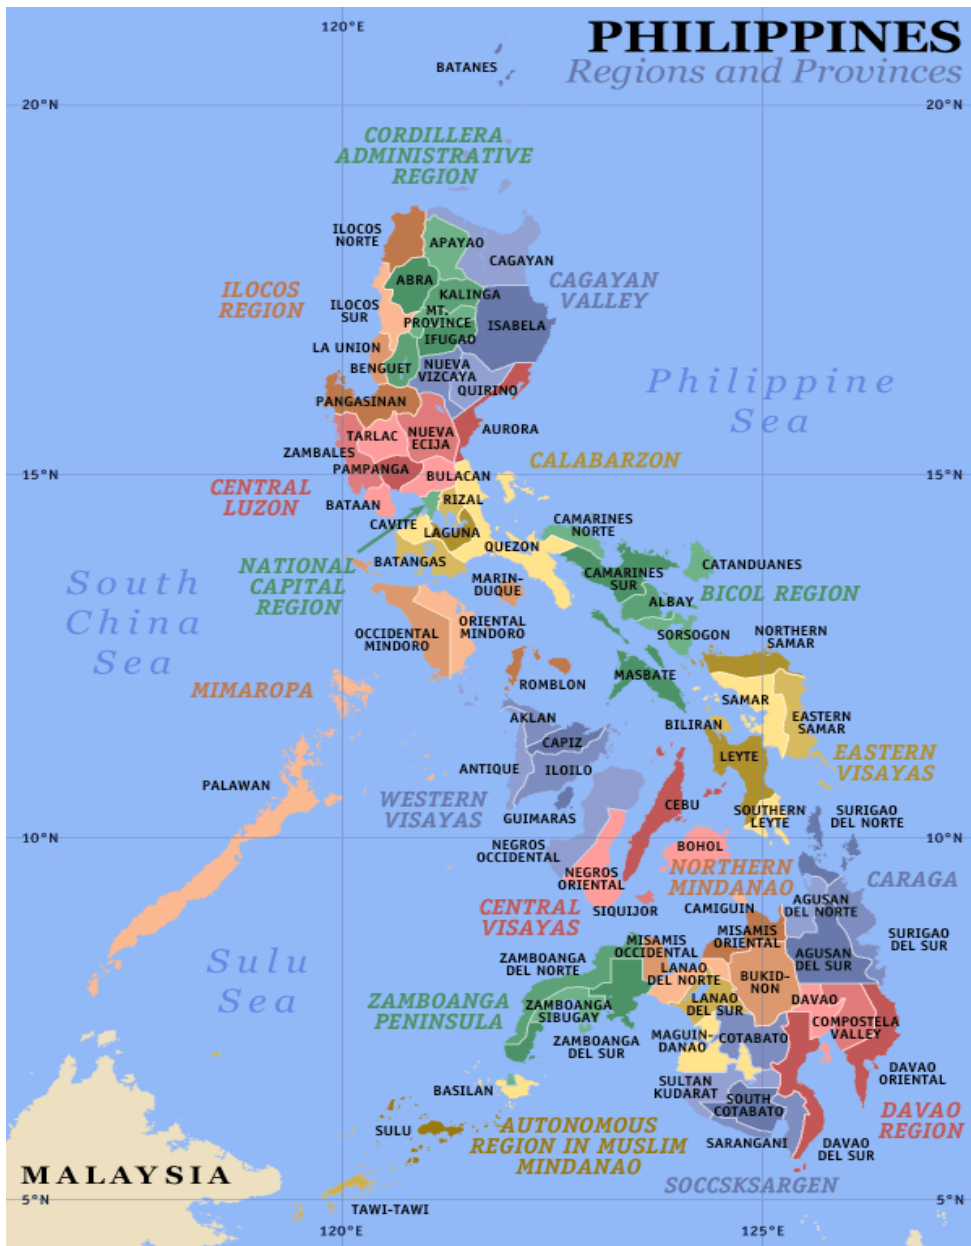 PHILIPPINES
Regions and Provinces
120°E
BATANES
20°N
20°N
CORDILLERA
ADMINISTRATIVE
REGION
ILOCOS
NORTE
APAYAO
CAGAYAN
CAGAYAN
VALLEY
ABRA
KALINGA
ILOCOS
REGION
ILOCOS
SUR
MT.
PROVINCE
ISABELA
IFUGAO
LA UNION
BENGUET
NUEVA
VIZCAYA
QUIRINO
Philippine
Sea
PANGASINAN
TARLAC
NUEVA
ECIJA
AURORA
ZAMBALES
PAMPANGA
BULACAN
CALABARZON
15°N
15°N
CENTRAL
LUZON
BATAAN
RIZAL
CAVITE
LAGUNA
QUEZON
BATANGAS
CAMARINES
NORTE
NATIONAL
CAPITAL
REGION
MARIN-
DUQUE
CAMARINES
SUR
CATANDUANES
BICOL REGION
ALBAY
South
China
Sea
OCCIDENTAL
MINDORO
ORIENTAL
MINDORO
SORSOGON
NORTHERN
SAMAR
MIMAROPA
ROMBLON
MASBATE
SAMAR
EASTERN
SAMAR
AKLAN
BILIRAN
CAPIZ
LEYTE
EASTERN
VISAYAS
ANTIQUE
ILOILO
PALAWAN
WESTERN
VISAYAS
GUIMARAS
CEBU
SOUTHERN
LEYTE
SURIGAO
DEL NORTE
10°N
10°N
NEGROS
OCCIDENTAL
BOHOL
NEGROS
ORIENTAL
NORTHERN
MINDANAO
CARAGA
CENTRAL
VISAYAS
SIQUIJOR
CAMIGUIN
AGUSAN
DEL NORTE
Sulu
Sea
ZAMBOANGA
DEL NORTE
MISAMIS
OCCIDENTAL
MISAMIS
ORIENTAL
SURIGAO
DEL SUR
AGUSAN
DEL SUR
LANAO
DEL NORTE
BUKID-
NON
ZAMBOANGA
PENINSULA
ZAMBOANGA
SIBUGAY
LANAO
DEL SUR
DAVAO
COMPOSTELA
VALLEY
ZAMBOANGA
DEL SUR
MAGUIN-
DANAO
COTABATO
DAVAO
ORIENTAL
BASILAN
SULTAN
KUDARAT
SOUTH
COTABATO
DAVAO
REGION
SULU
AUTONOMOUS
REGION IN MUSLIM
MINDANAO
SARANGANI
DAVAO
DEL SUR
MALAYSIA
SOCCSKSARGEN
5°N
5°N
TAWI-TAWI
120°E
125°E